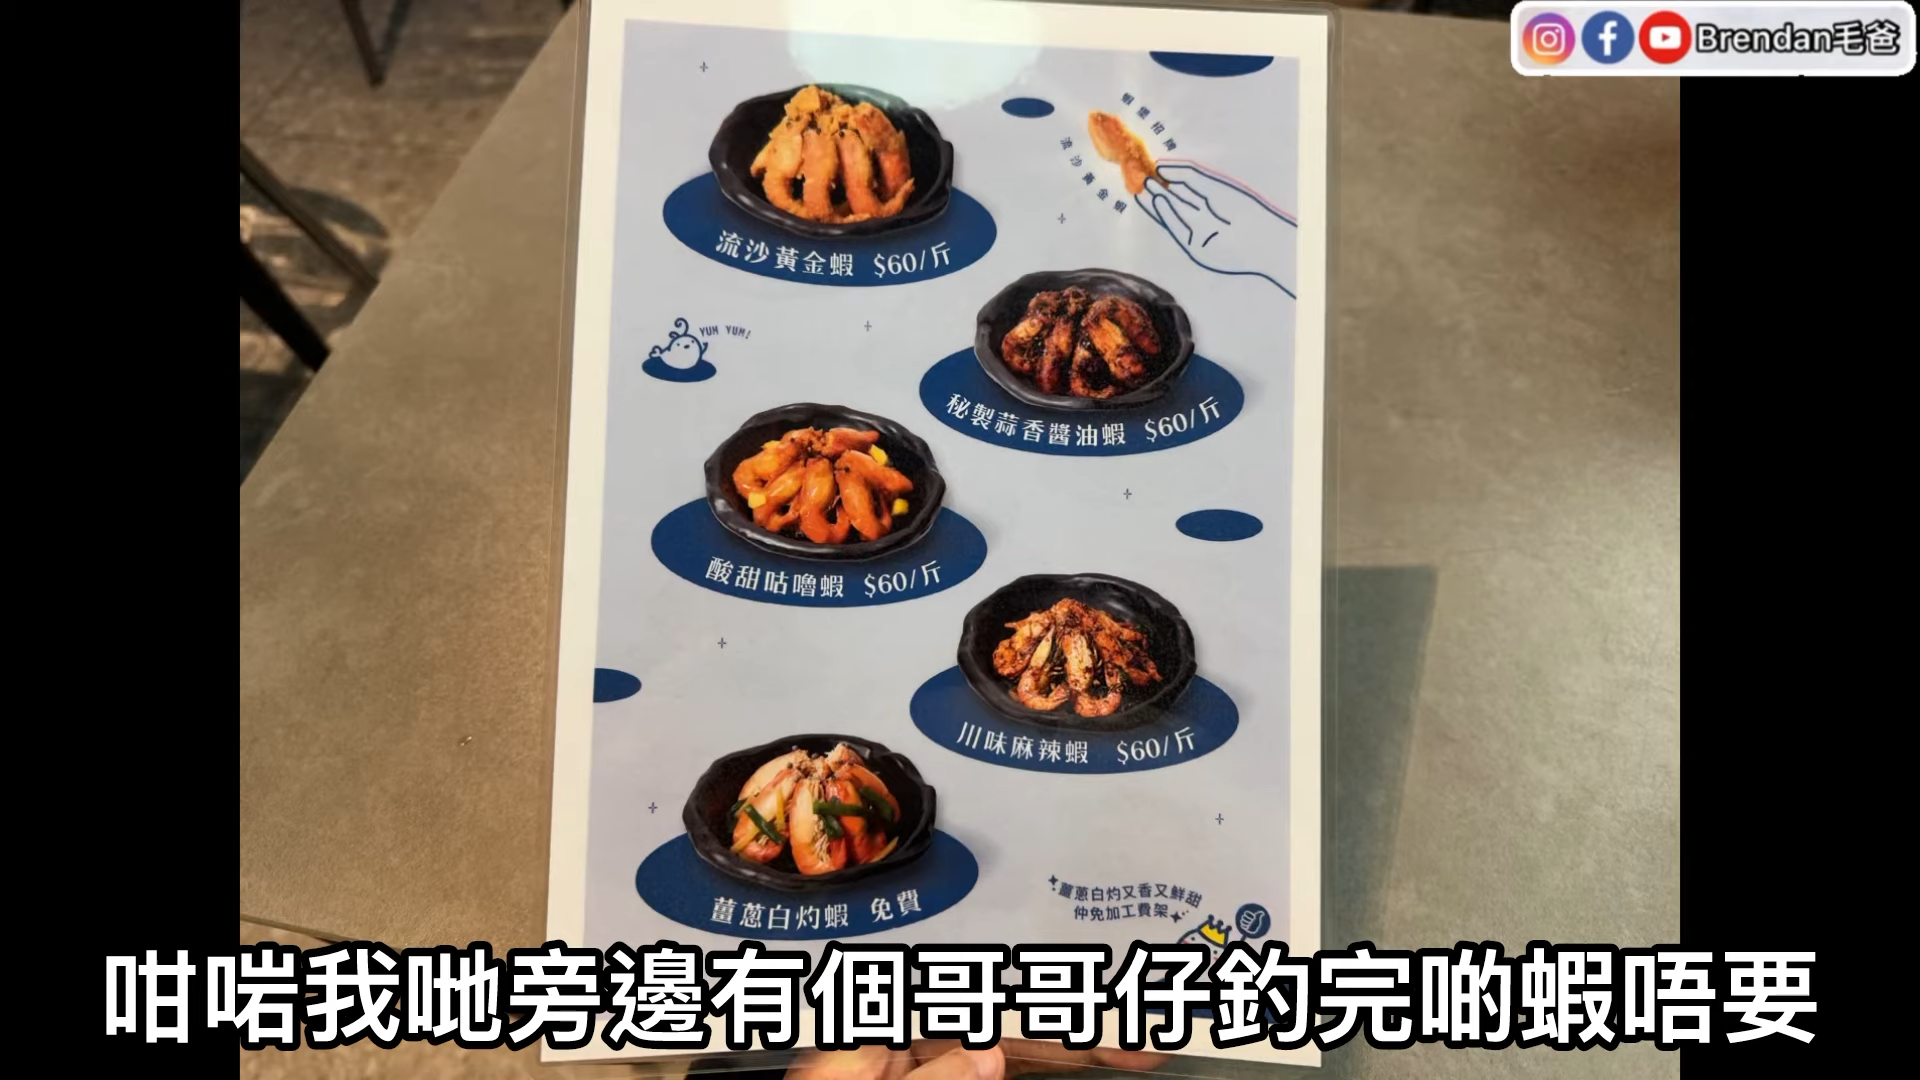 Brendan毛爸
蝦堡招牌
流沙黃金蝦
流沙黃金蝦 $60/斤
YUM YUM!
秘製蒜香醬油蝦 $60/斤
酸甜咕嚕蝦 $60/斤
川味麻辣蝦 $60/斤
薑蔥白灼蝦 免費
薑蔥白灼又香又鮮甜
仲免加工費架
咁啱我哋旁邊有個哥哥仔釣完啲蝦唔要